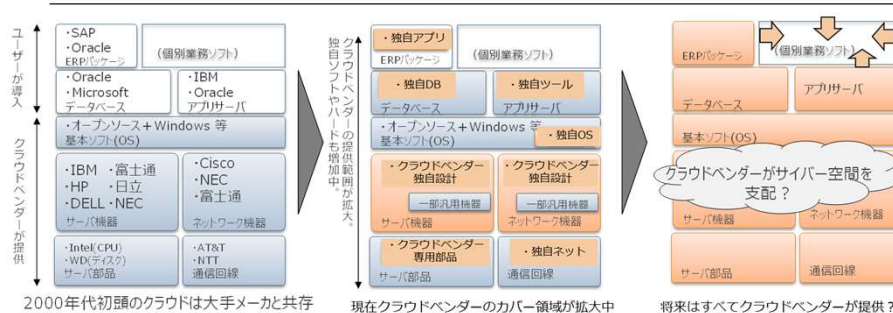 ユーザーが導入
・SAP
・Oracle
ERPパッケージ
(個別業務ソフト)
・Oracle
・Microsoft
データベース
・IBM
・Oracle
アプリサーバ
クラウドベンダーが提供
・オープンソース+Windows 等
基本ソフト(OS)
・IBM ・富士通
・HP ・日立
・DELL・NEC
サーバ機器
・Cisco
・NEC
・富士通
ネットワーク機器
・Intel(CPU)
・WD(ディスク)
サーバ部品
・AT&T
・NTT
通信回線
2000年代初頭のクラウドは大手メーカと共存
クラウドベンダーの提供範囲が拡大。
独自ソフトやハードも増加中。
・独自アプリ
ERPパッケージ
(個別業務ソフト)
・独自DB
データベース
・独自ツール
アプリサーバ
・オープンソース+Windows 等
基本ソフト(OS)
・独自OS
・クラウドベンダー
独自設計
一部汎用機器
サーバ機器
・クラウドベンダー
独自設計
一部汎用機器
ネットワーク機器
・クラウドベンダー
専用部品
サーバ部品
・独自ネット
通信回線
現在クラウドベンダーのカバー領域が拡大中
ERPパッケージ
(個別業務ソフト)
データベース
アプリサーバ
基本ソフト(OS)
クラウドベンダーがサイバー空間を
支配?
サーバ機器
ネットワーク機器
サーバ部品
通信回線
将来はすべてクラウドベンダーが提供?